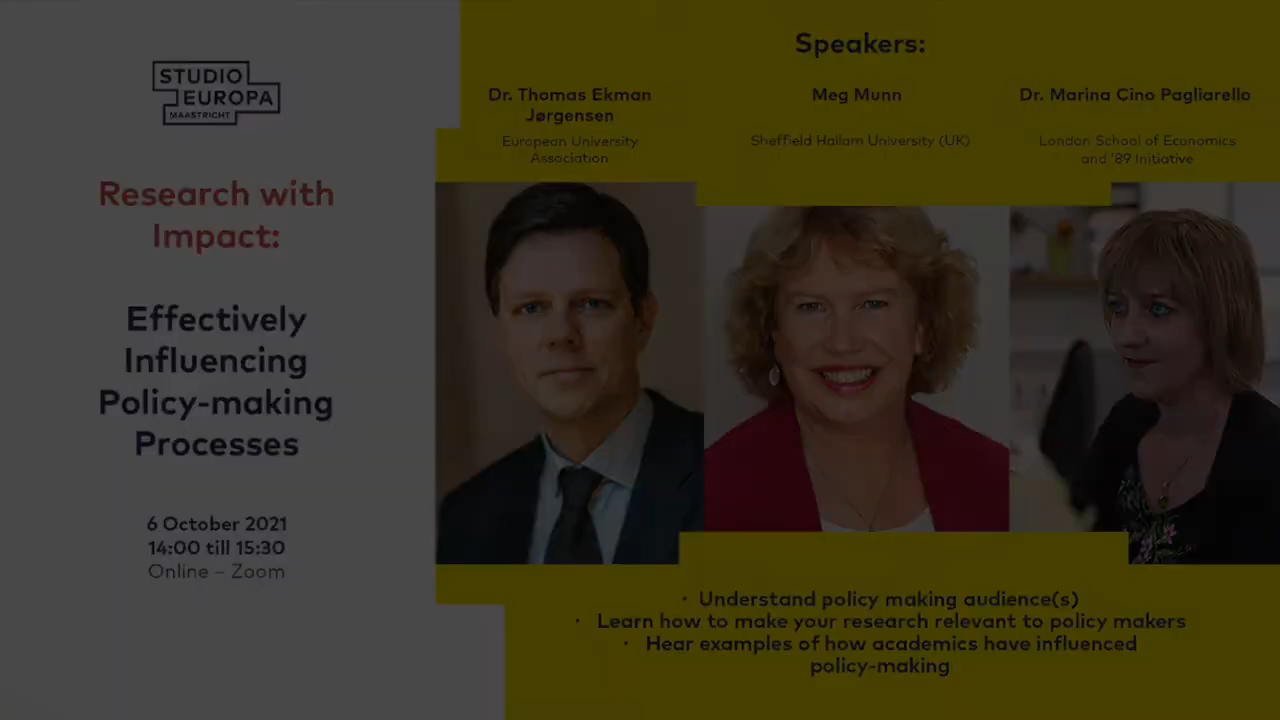 STUDIO
EUROPA
MAASTRICHT
Research with
Impact:
Effectively
Influencing
Policy-making
Processes
6 October 2021
14:00 till 15:30
Online – Zoom
Speakers:
Dr. Thomas Ekman
Jørgensen
European University
Association
Meg Munn
Sheffield Hallam University (UK)
Dr. Marina Cino Pagliarello
London School of Economics
and '89 Initiative
· Understand policy making audience(s)
· Learn how to make your research relevant to policy makers
· Hear examples of how academics have influenced
policy-making